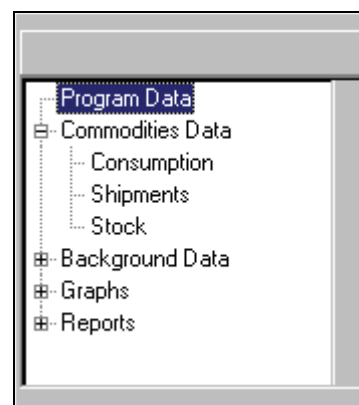 Program Data
Commodities Data
Consumption
Shipments
Stock
Background Data
Graphs
Reports